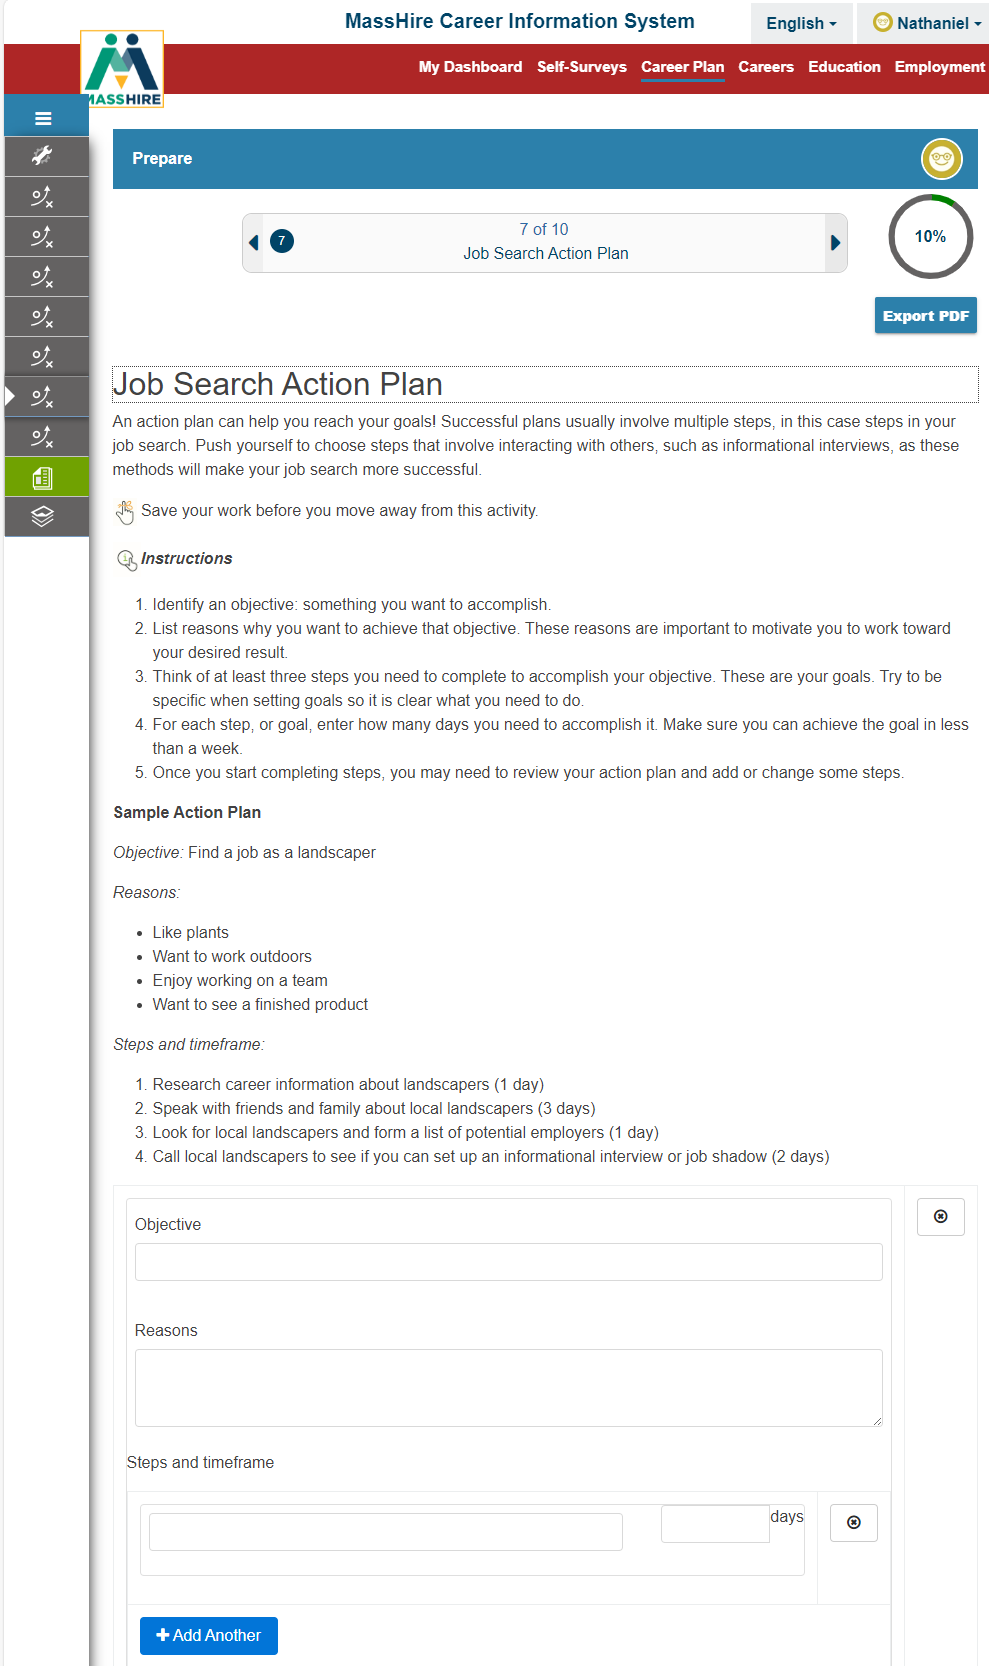 MassHire Career Information System
English
Nathaniel
MASSHIRE
My Dashboard Self-Surveys Career Plan Careers Education Employment
Prepare
7
7 of 10
Job Search Action Plan
10%
Export PDF
Job Search Action Plan
An action plan can help you reach your goals! Successful plans usually involve multiple steps, in this case steps in your
job search. Push yourself to choose steps that involve interacting with others, such as informational interviews, as these
methods will make your job search more successful.
Save your work before you move away from this activity.
Instructions
1. Identify an objective: something you want to accomplish.
2. List reasons why you want to achieve that objective. These reasons are important to motivate you to work toward
your desired result.
3. Think of at least three steps you need to complete to accomplish your objective. These are your goals. Try to be
specific when setting goals so it is clear what you need to do.
4. For each step, or goal, enter how many days you need to accomplish it. Make sure you can achieve the goal in less
than a week.
5. Once you start completing steps, you may need to review your action plan and add or change some steps.
Sample Action Plan
Objective: Find a job as a landscaper
Reasons:
• Like plants
• Want to work outdoors
• Enjoy working on a team
• Want to see a finished product
Steps and timeframe:
1. Research career information about landscapers (1 day)
2. Speak with friends and family about local landscapers (3 days)
3. Look for local landscapers and form a list of potential employers (1 day)
4. Call local landscapers to see if you can set up an informational interview or job shadow (2 days)
Objective
Reasons
Steps and timeframe
days
+ Add Another